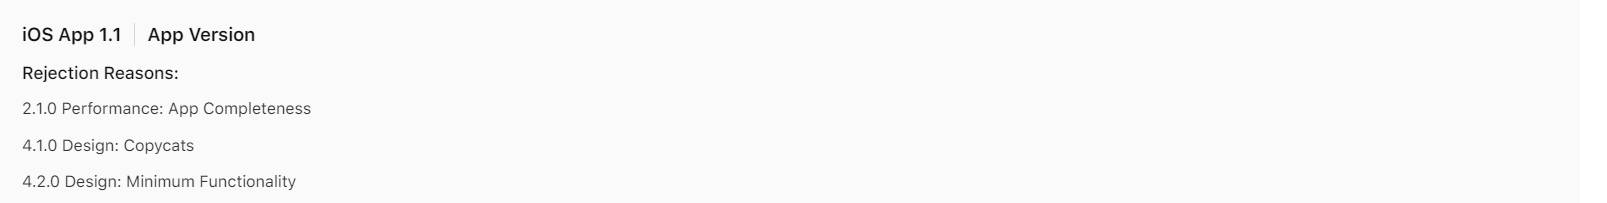 iOS App 1.1 App Version
Rejection Reasons:
2.1.0 Performance: App Completeness
4.1.0 Design: Copycats
4.2.0 Design: Minimum Functionality